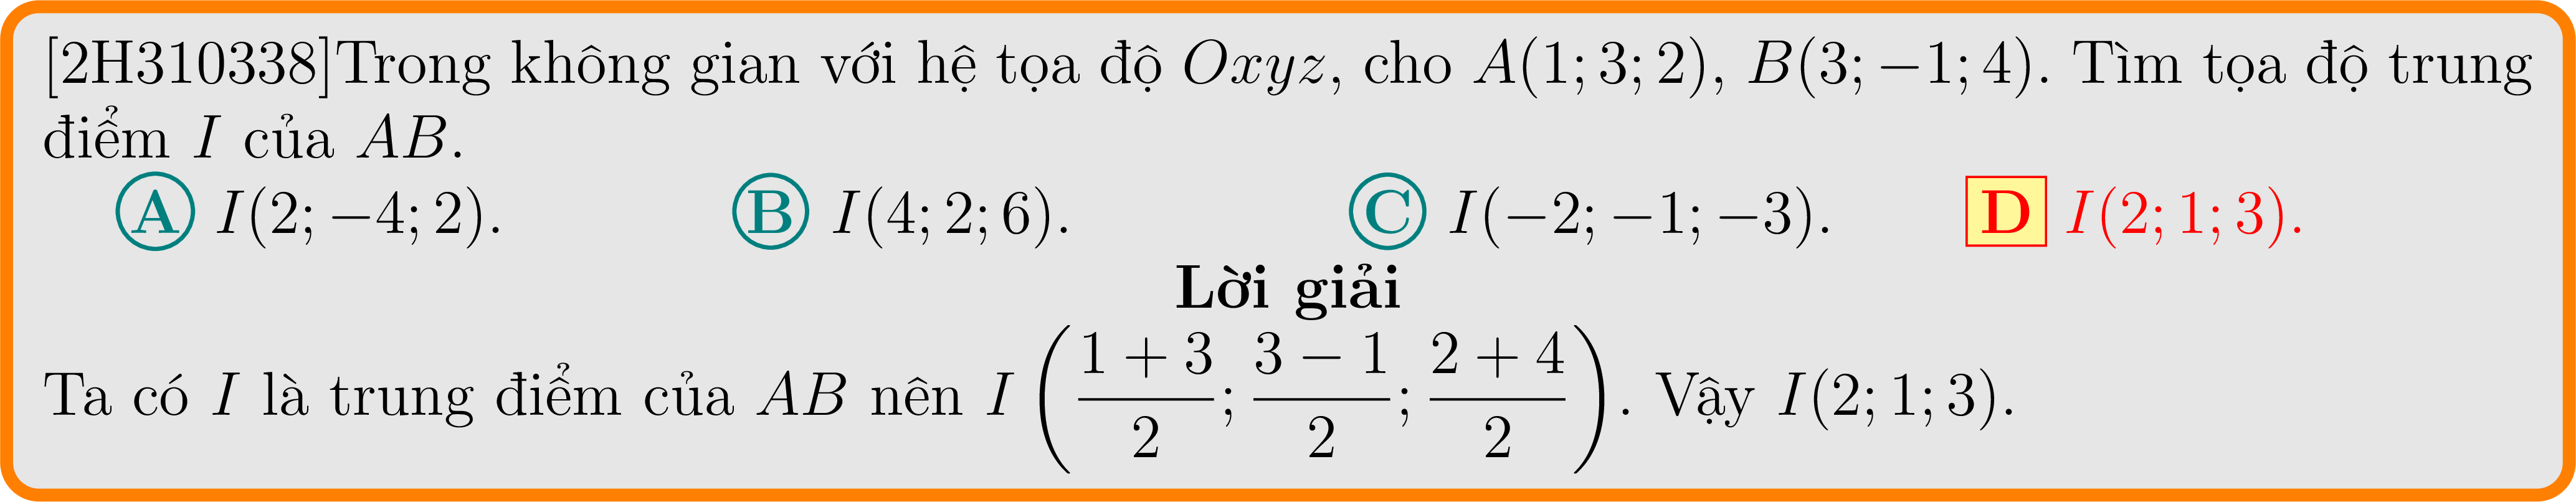 [2H310338]Trong không gian với hệ tọa độ Oxyz, cho A(1; 3; 2), B(3; −1; 4). Tìm tọa độ trung
điểm I của AB.
A I(2; −4; 2). B I(4; 2; 6). C I(−2; −1; −3). D I(2; 1; 3).
Lời giải
Ta có I là trung điểm của AB nên I (\frac{1 + 3}{2}; \frac{3 − 1}{2}; \frac{2 + 4}{2}). Vậy I(2; 1; 3).